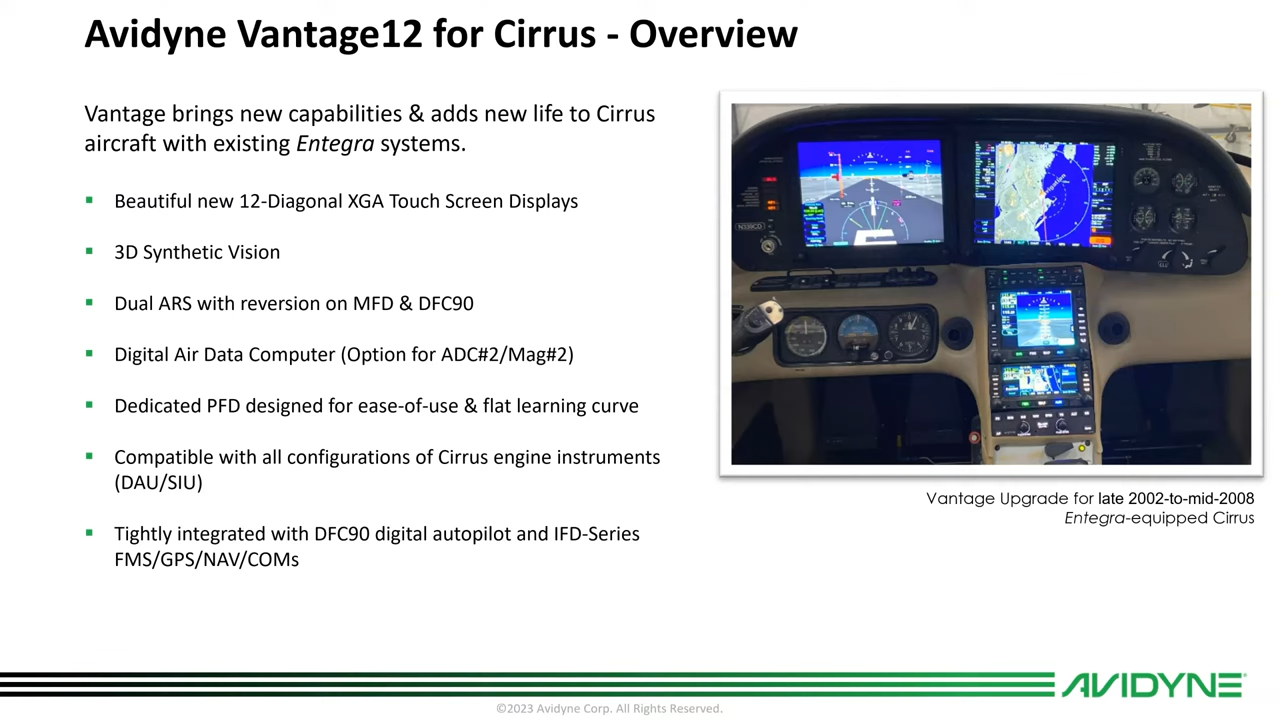 Avidyne Vantage12 for Cirrus - Overview
Vantage brings new capabilities & adds new life to Cirrus
aircraft with existing Entegra systems.
▪ Beautiful new 12-Diagonal XGA Touch Screen Displays
▪ 3D Synthetic Vision
▪ Dual ARS with reversion on MFD & DFC90
▪ Digital Air Data Computer (Option for ADC#2/Mag#2)
▪ Dedicated PFD designed for ease-of-use & flat learning curve
▪ Compatible with all configurations of Cirrus engine instruments
(DAU/SIU)
▪ Tightly integrated with DFC90 digital autopilot and IFD-Series
FMS/GPS/NAV/COMs
N339CD
Vantage Upgrade for late 2002-to-mid-2008
Entegra-equipped Cirrus
AVIDYNE
©2023 Avidyne Corp. All Rights Reserved.